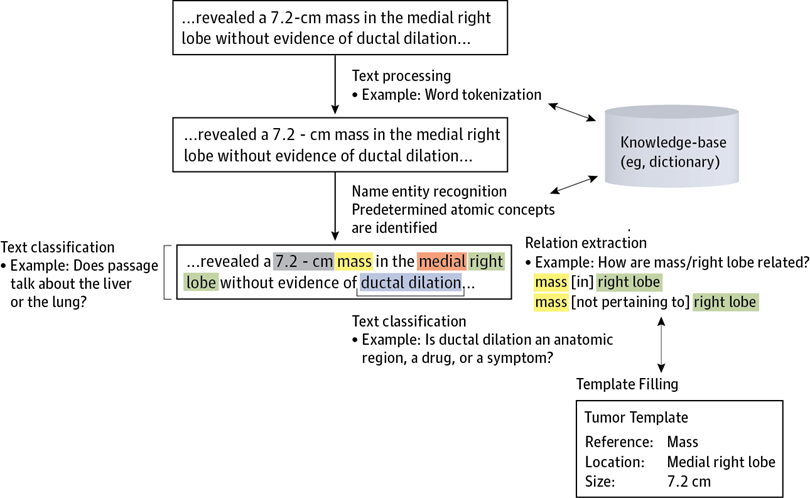 ...revealed a 7.2-cm mass in the medial right
lobe without evidence of ductal dilation...
Text processing
• Example: Word tokenization
Knowledge-base
(eg, dictionary)
...revealed a 7.2 - cm mass in the medial right
lobe without evidence of ductal dilation...
Name entity recognition
Predetermined atomic concepts
are identified
Text classification
• Example: Does passage
talk about the liver
or the lung?
...revealed a 7.2 - cm mass in the medial right
lobe without evidence of ductal dilation...
Text classification
• Example: Is ductal dilation an anatomic
region, a drug, or a symptom?
Relation extraction
• Example: How are mass/right lobe related?
mass [in] right lobe
mass [not pertaining to] right lobe
Template Filling
Tumor Template
Reference: Mass
Location: Medial right lobe
Size: 7.2 cm